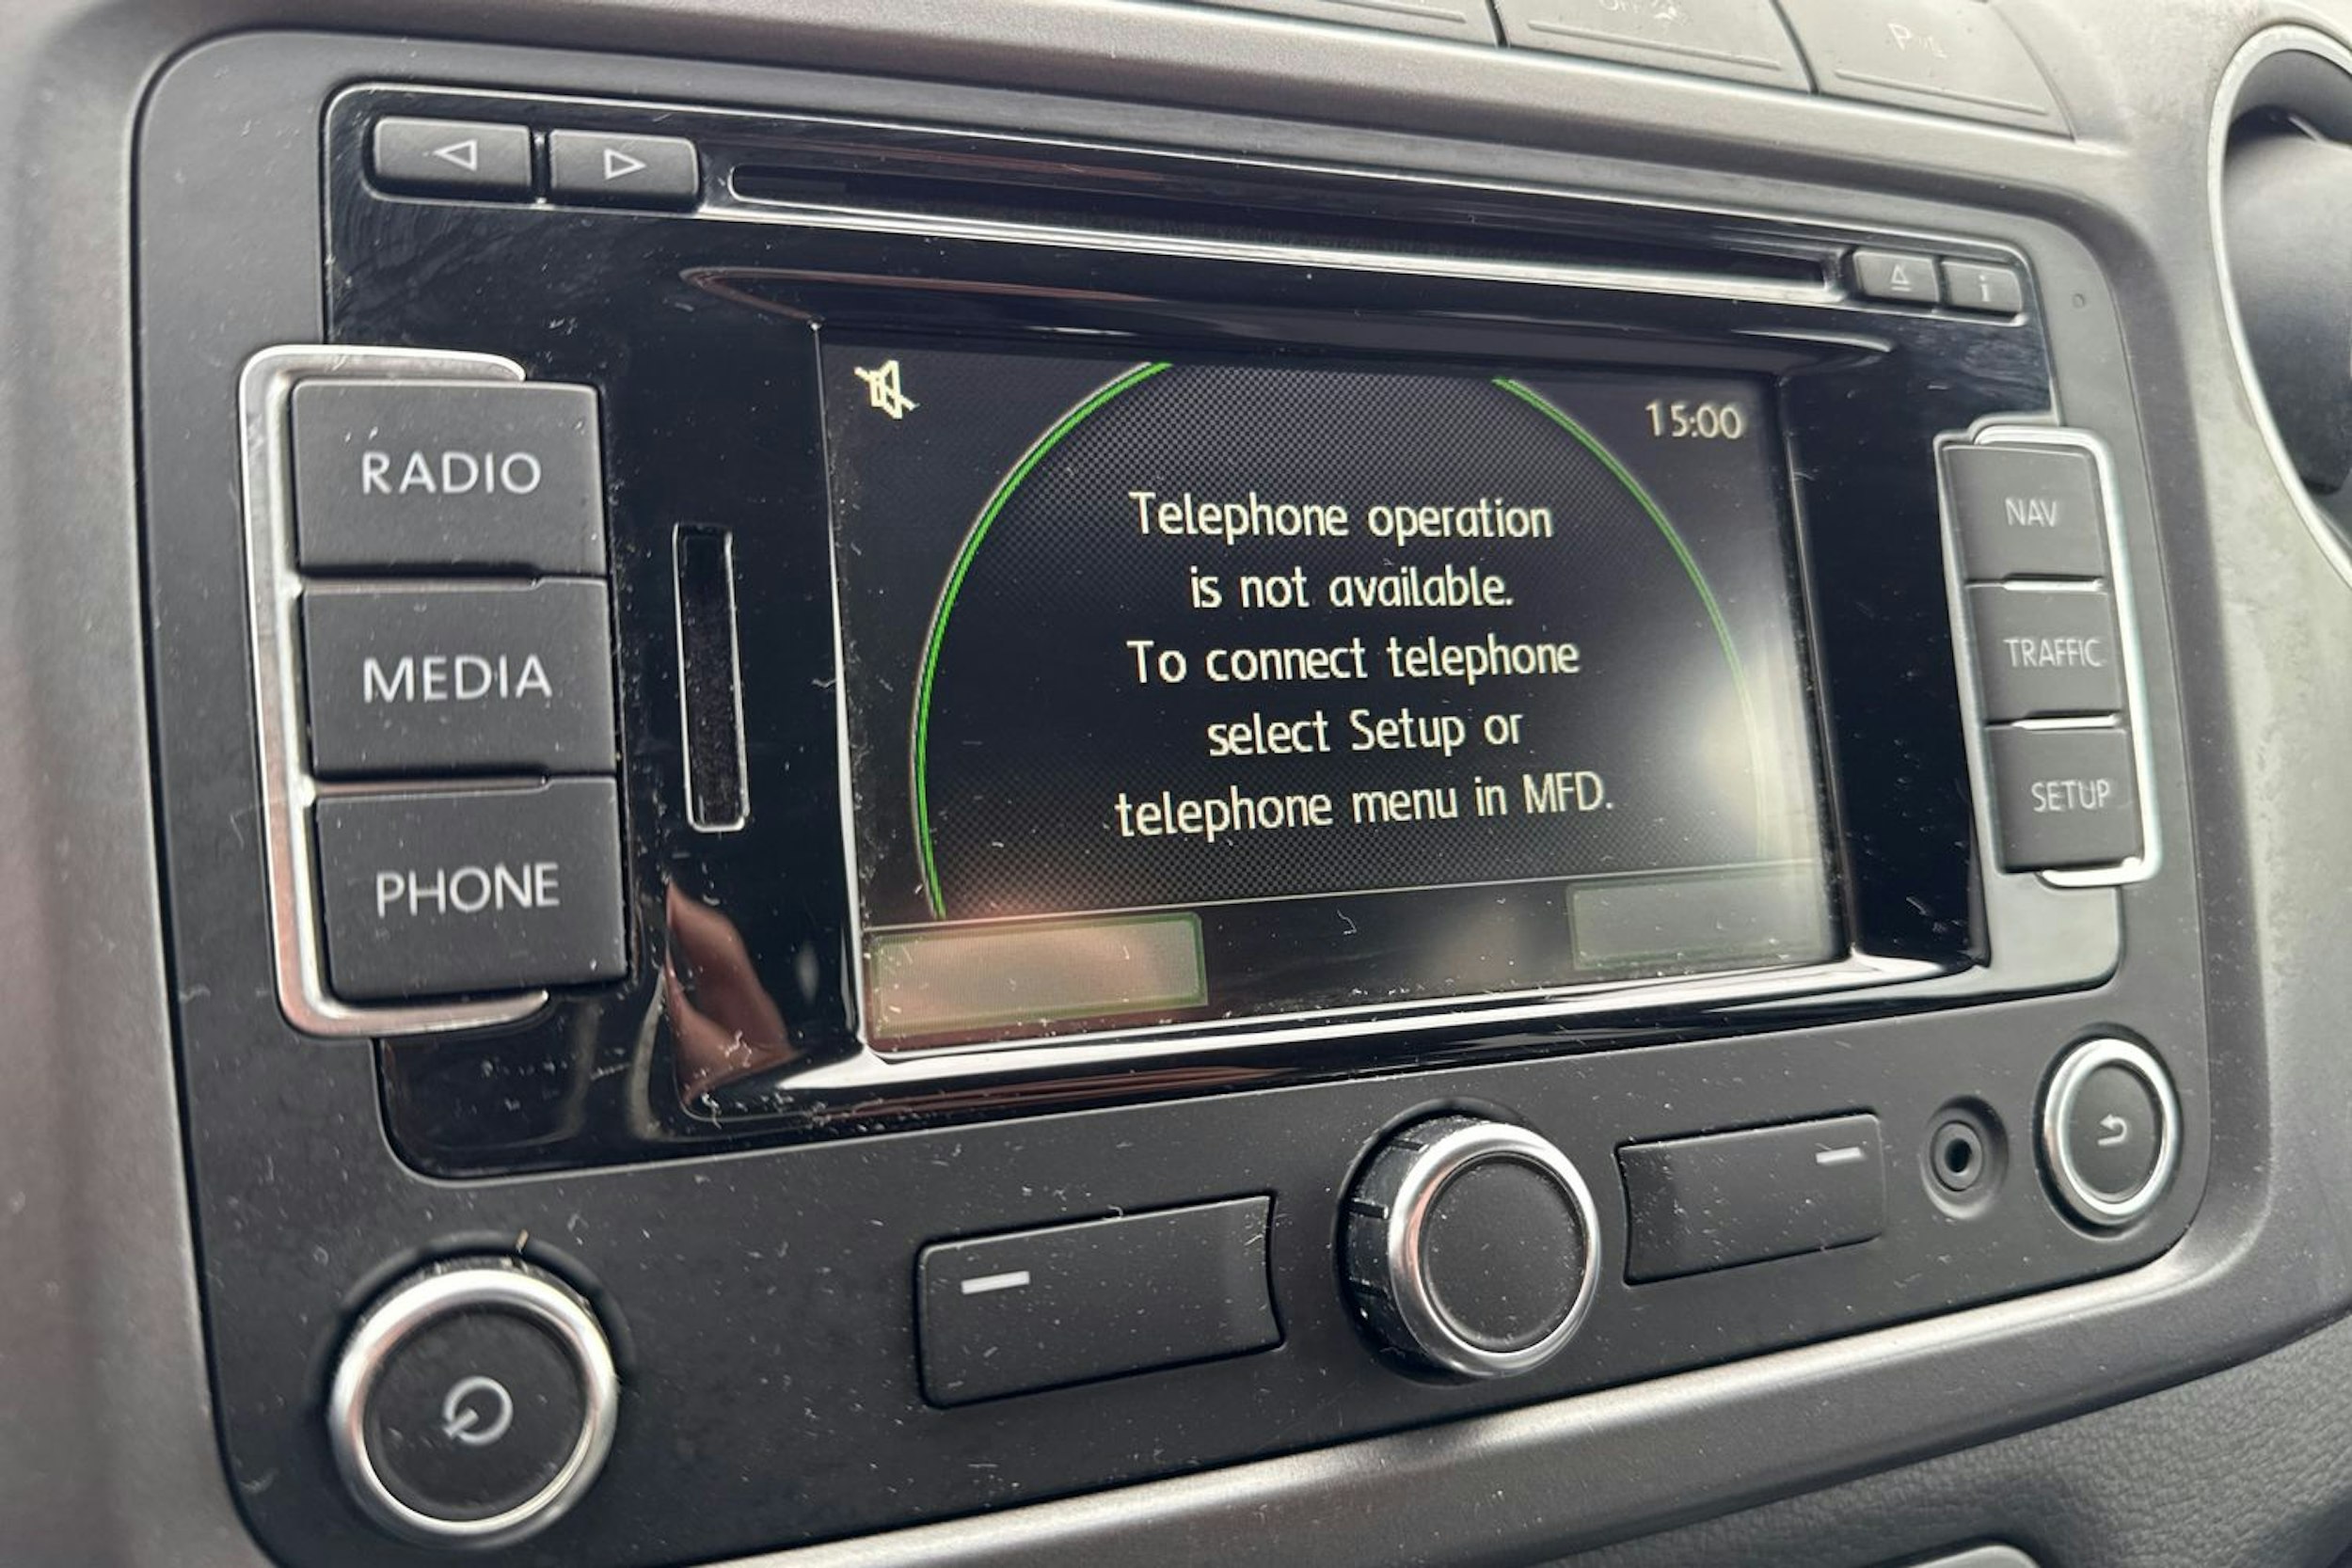 RADIO
MEDIA
PHONE
15:00
Telephone operation
is not available.
To connect telephone
select Setup or
telephone menu in MFD.
NAV
TRAFFIC
SETUP
i